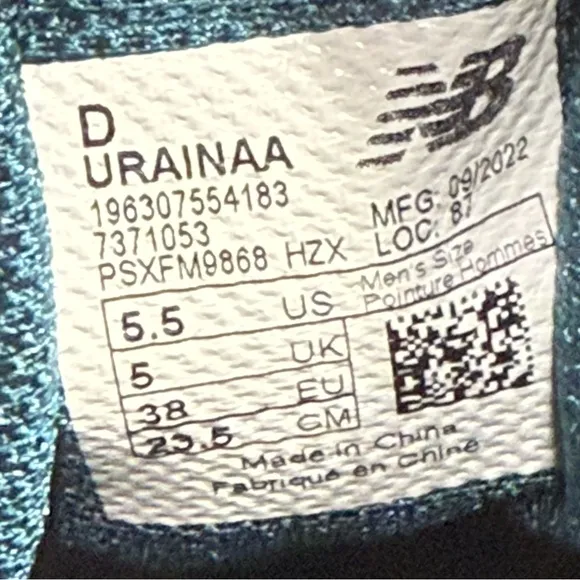 NB
D
URAINAA
196307554183
7371053
PSXFM9868 HZX
MFG: 09/2022
LOC: 87
5.5 US Men's Size
Pointure Hommes
5 UK
38 EU
23.5 CM
Made in China
Fabriqué en Chine